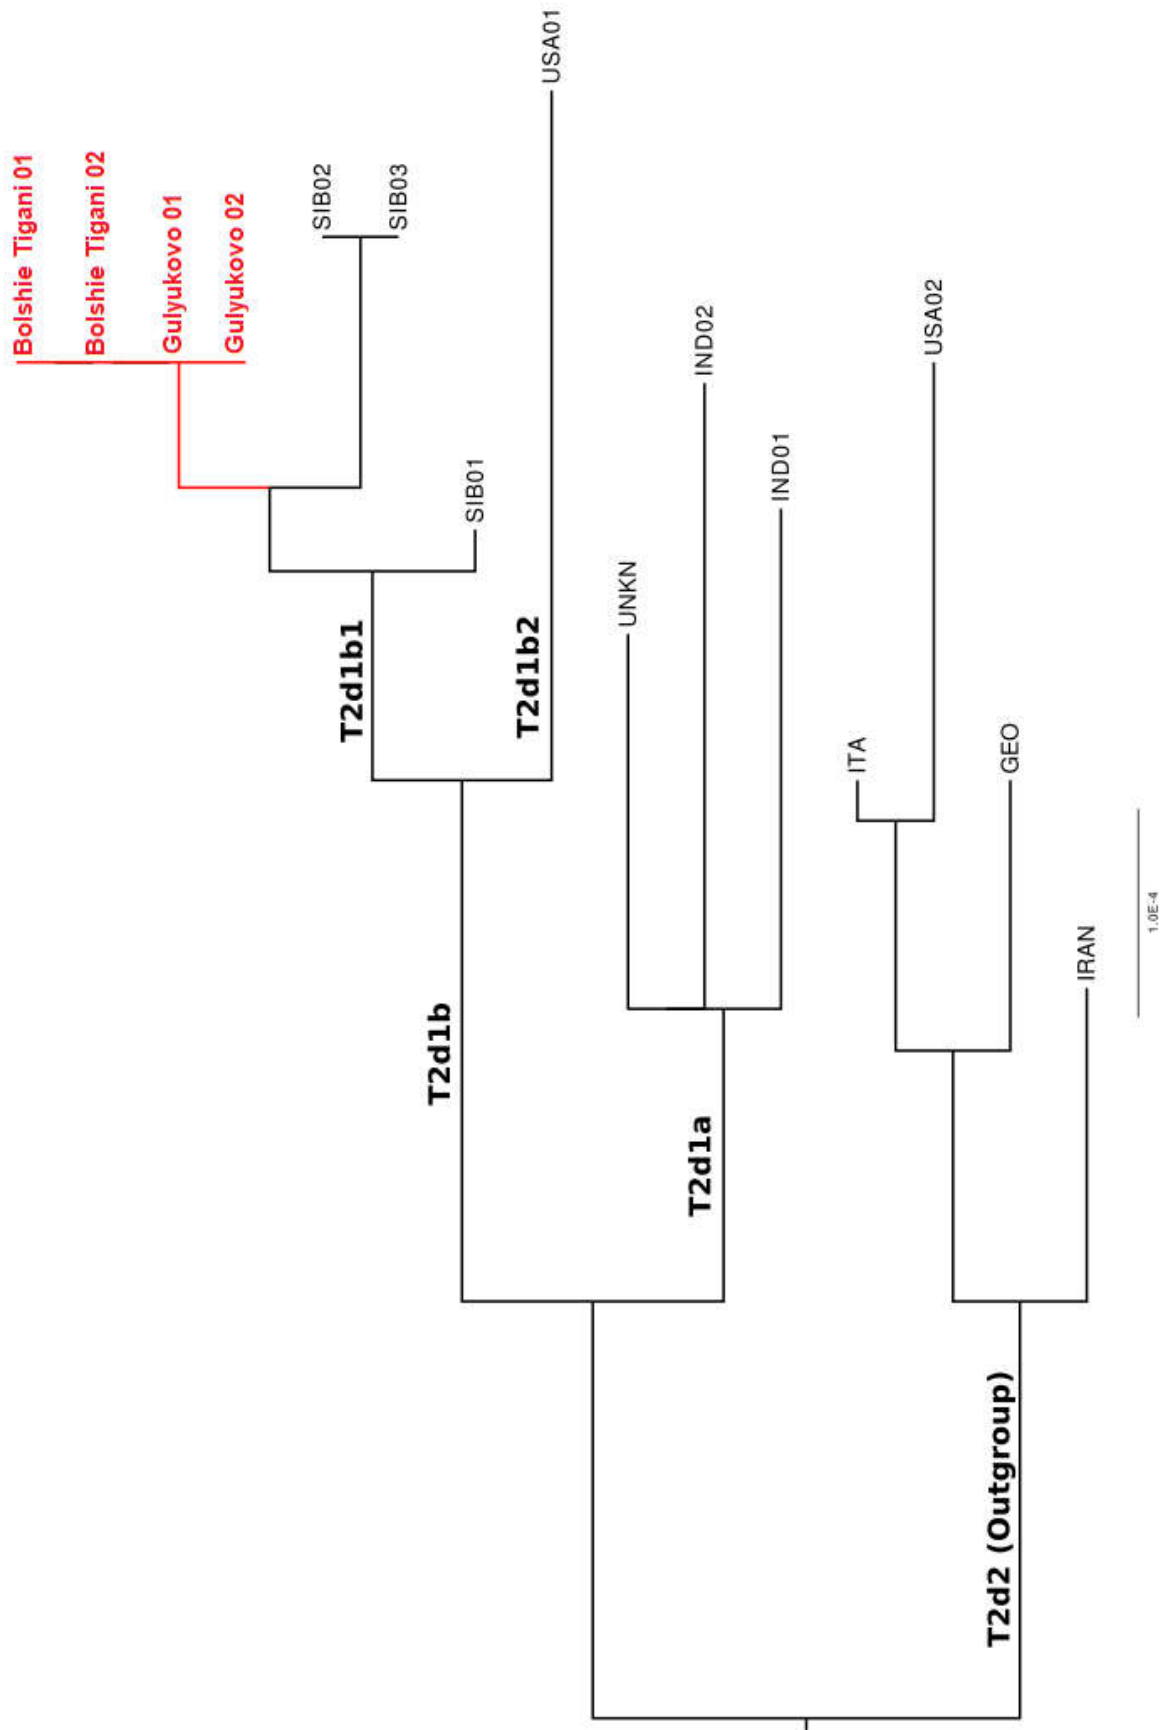 Bolshie Tigani 01
Bolshie Tigani 02
Gulyukovo 01
Gulyukovo 02
SIB02
SIB03
T2d1b1
SIB01
T2d1b
T2d1b2
USA01
UNKN
IND02
T2d1a
IND01
ITA
USA02
T2d2 (Outgroup)
GEO
IRAN
1.0E-4